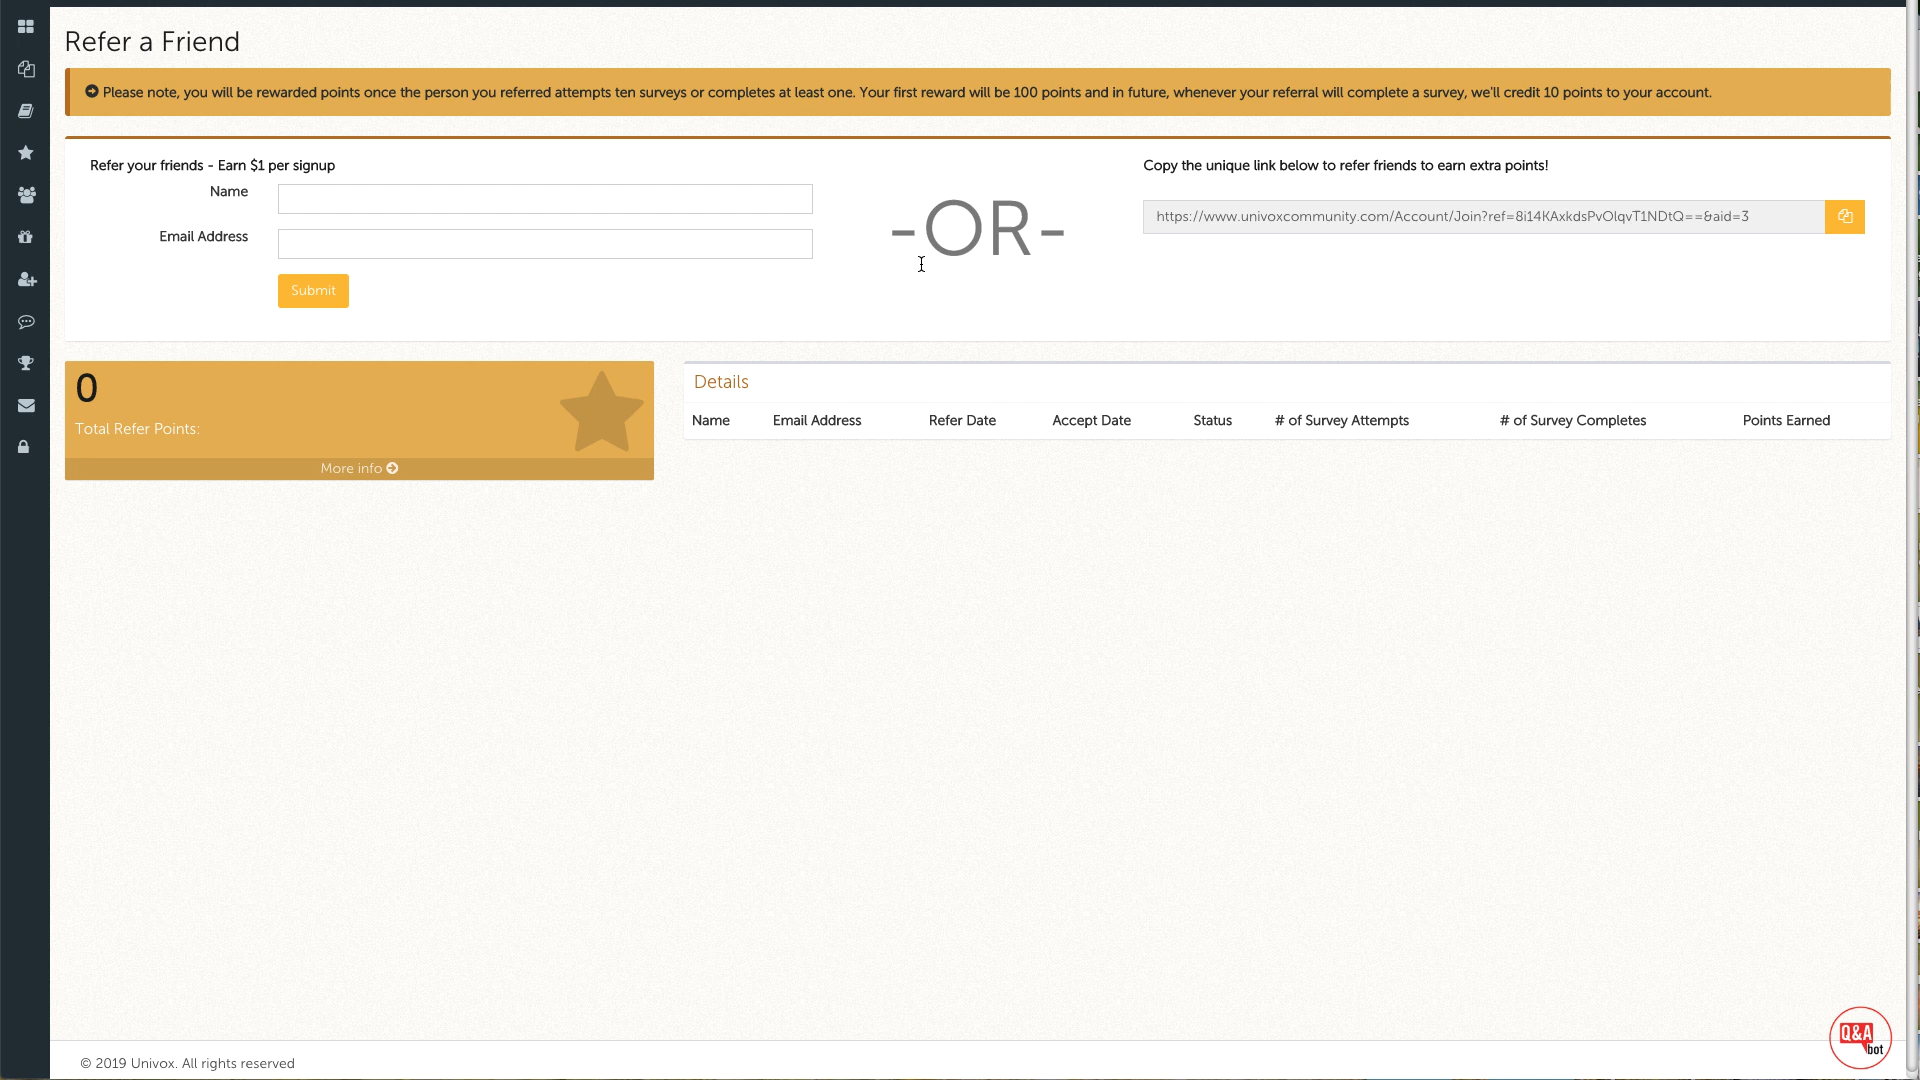 Refer a Friend
Please note, you will be rewarded points once the person you referred attempts ten surveys or completes at least one. Your first reward will be 100 points and in future, whenever your referral will complete a survey, we'll credit 10 points to your account.
Refer your friends - Earn $1 per signup
Name
Email Address
Submit
-OR-
Copy the unique link below to refer friends to earn extra points!
https://www.univoxcommunity.com/Account/Join?ref=8i14KAxkdsPvOlqvT1NDtQ==&aid=3
0
Total Refer Points:
More info
Details
Name Email Address Refer Date Accept Date Status # of Survey Attempts # of Survey Completes Points Earned
Q&A
bot
© 2019 Univox. All rights reserved